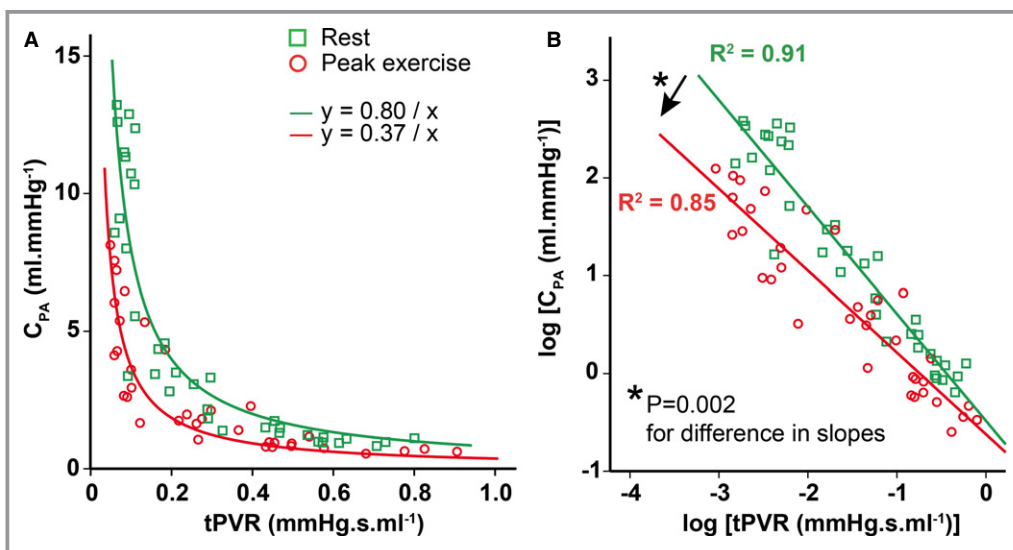 A
B
15
10
5
0
C_PA (ml.mmHg⁻¹)
0
0.2
0.4
0.6
0.8
1.0
tPVR (mmHg.s.ml⁻¹)
Rest
Peak exercise
y = 0.80 / x
y = 0.37 / x
3
2
1
0
-1
log [C_PA (ml.mmHg⁻¹)]
-4
-3
-2
-1
0
log [tPVR (mmHg.s.ml⁻¹)]
R² = 0.91
*
R² = 0.85
* P=0.002
for difference in slopes